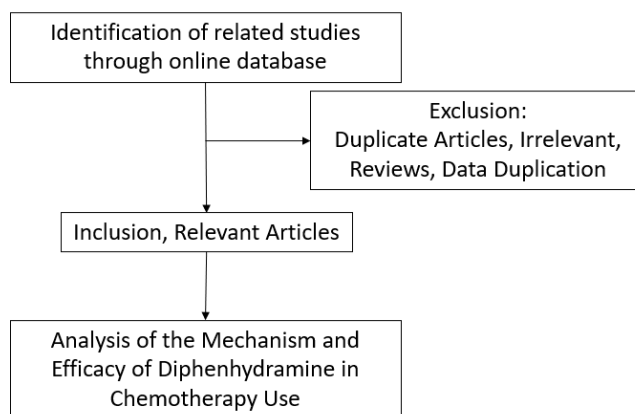 Identification of related studies
through online database
Exclusion:
Duplicate Articles, Irrelevant,
Reviews, Data Duplication
Inclusion, Relevant Articles
Analysis of the Mechanism and
Efficacy of Diphenhydramine in
Chemotherapy Use